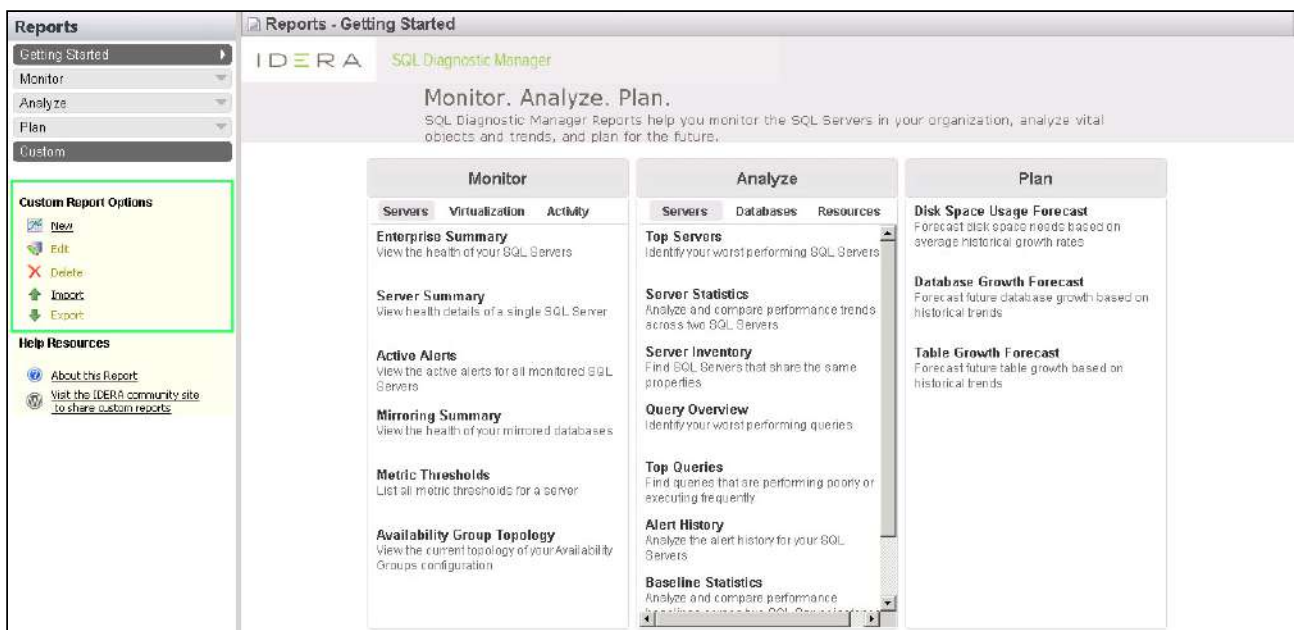 Reports
Getting Started
Monitor
Analyze
Plan
Custom
Custom Report Options
New
Edit
Delete
Import
Export
Help Resources
About this Report
Visit the IDERA community site
to share custom reports
Reports - Getting Started
IDERA SQL Diagnostic Manager
Monitor. Analyze. Plan.
SQL Diagnostic Manager Reports help you monitor the SQL Servers in your organization, analyze vital
objects and trends, and plan for the future.
Monitor
Servers Virtualization Activity
Enterprise Summary
View the health of your SQL Servers
Server Summary
View health details of a single SQL Server
Active Alerts
View the active alerts for all monitored SQL
Servers
Mirroring Summary
View the health of your mirrored databases
Metric Thresholds
List all metric thresholds for a server
Availability Group Topology
View the current topology of your Availability
Groups configuration
Analyze
Servers Databases Resources
Top Servers
Identify your worst performing SQL Servers
Server Statistics
Analyze and compare performance trends
across two SQL Servers
Server Inventory
Find SQL Servers that share the same
properties
Query Overview
Identify your worst performing queries
Top Queries
Find queries that are performing poorly or
executing frequently
Alert History
Analyze the alert history for your SQL
Servers
Baseline Statistics
Analyze and compare performance
Plan
Disk Space Usage Forecast
Forecast disk space needs based on
average historical growth rates
Database Growth Forecast
Forecast future database growth based on
historical trends
Table Growth Forecast
Forecast future table growth based on
historical trends